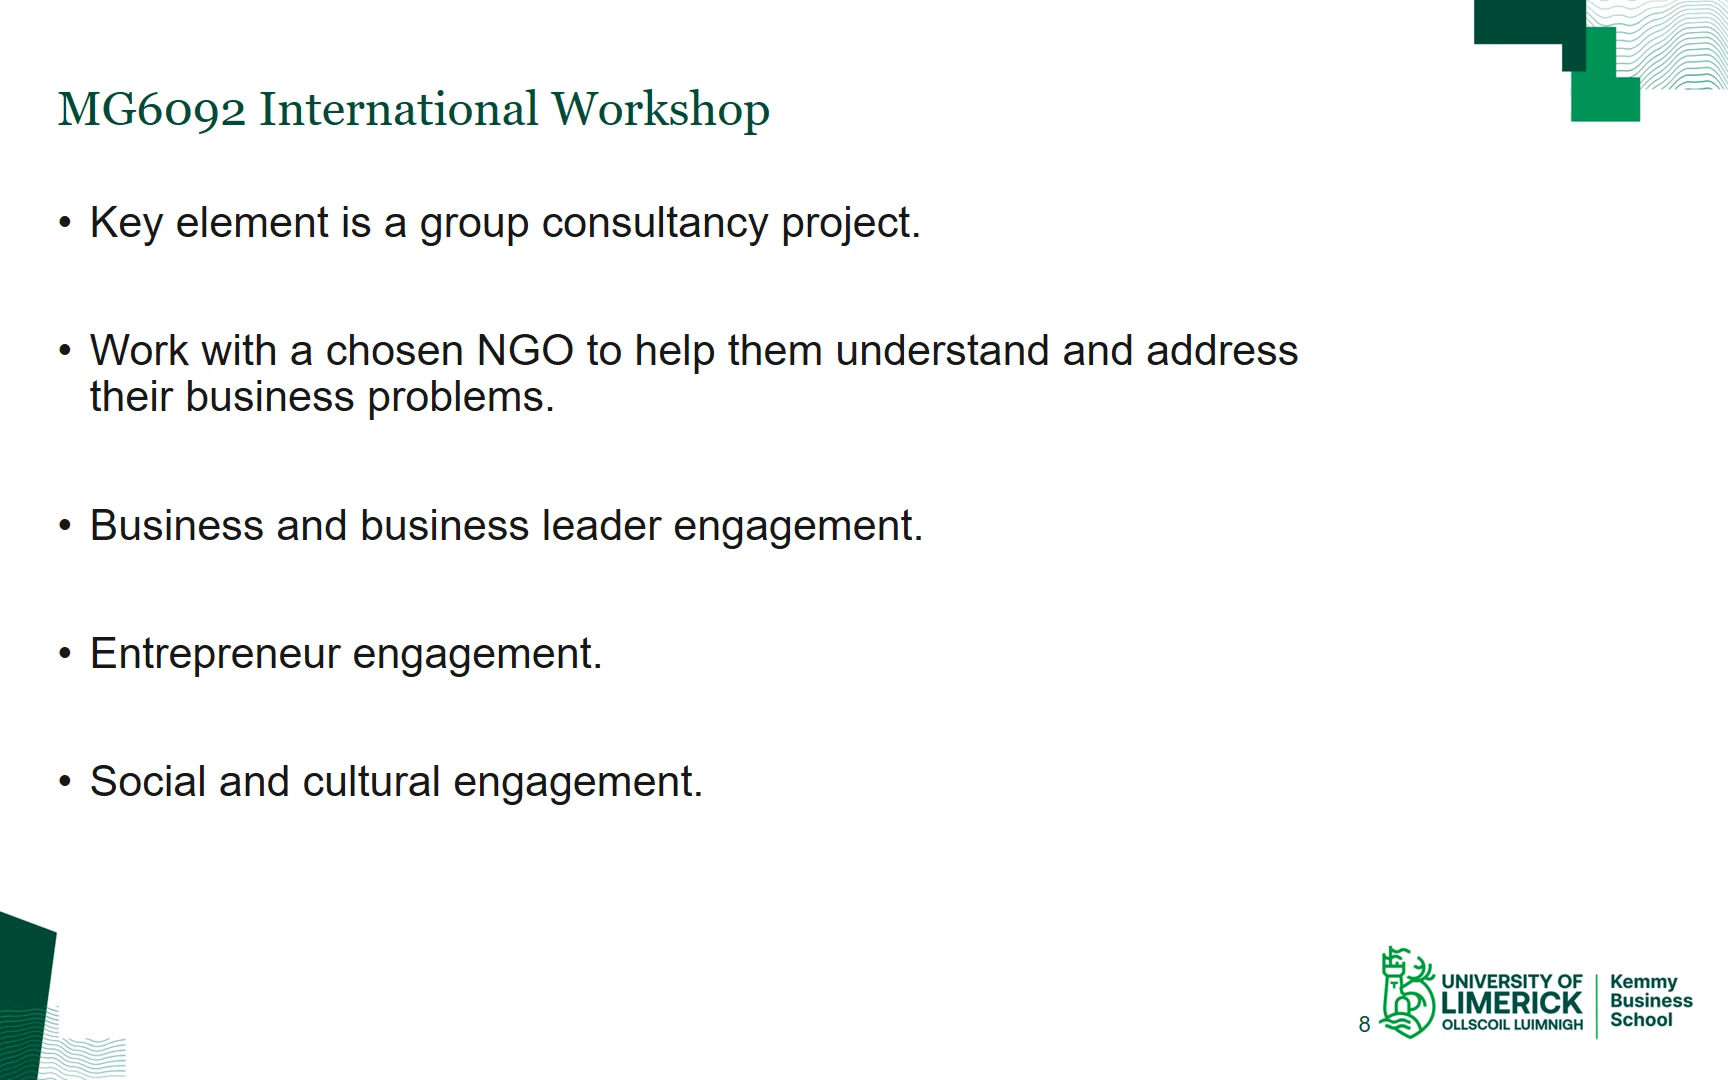 MG6092 International Workshop
• Key element is a group consultancy project.
• Work with a chosen NGO to help them understand and address
their business problems.
• Business and business leader engagement.
• Entrepreneur engagement.
• Social and cultural engagement.
8
UNIVERSITY OF
LIMERICK
OLLSCOIL LUIMNIGH
Kemmy
Business
School